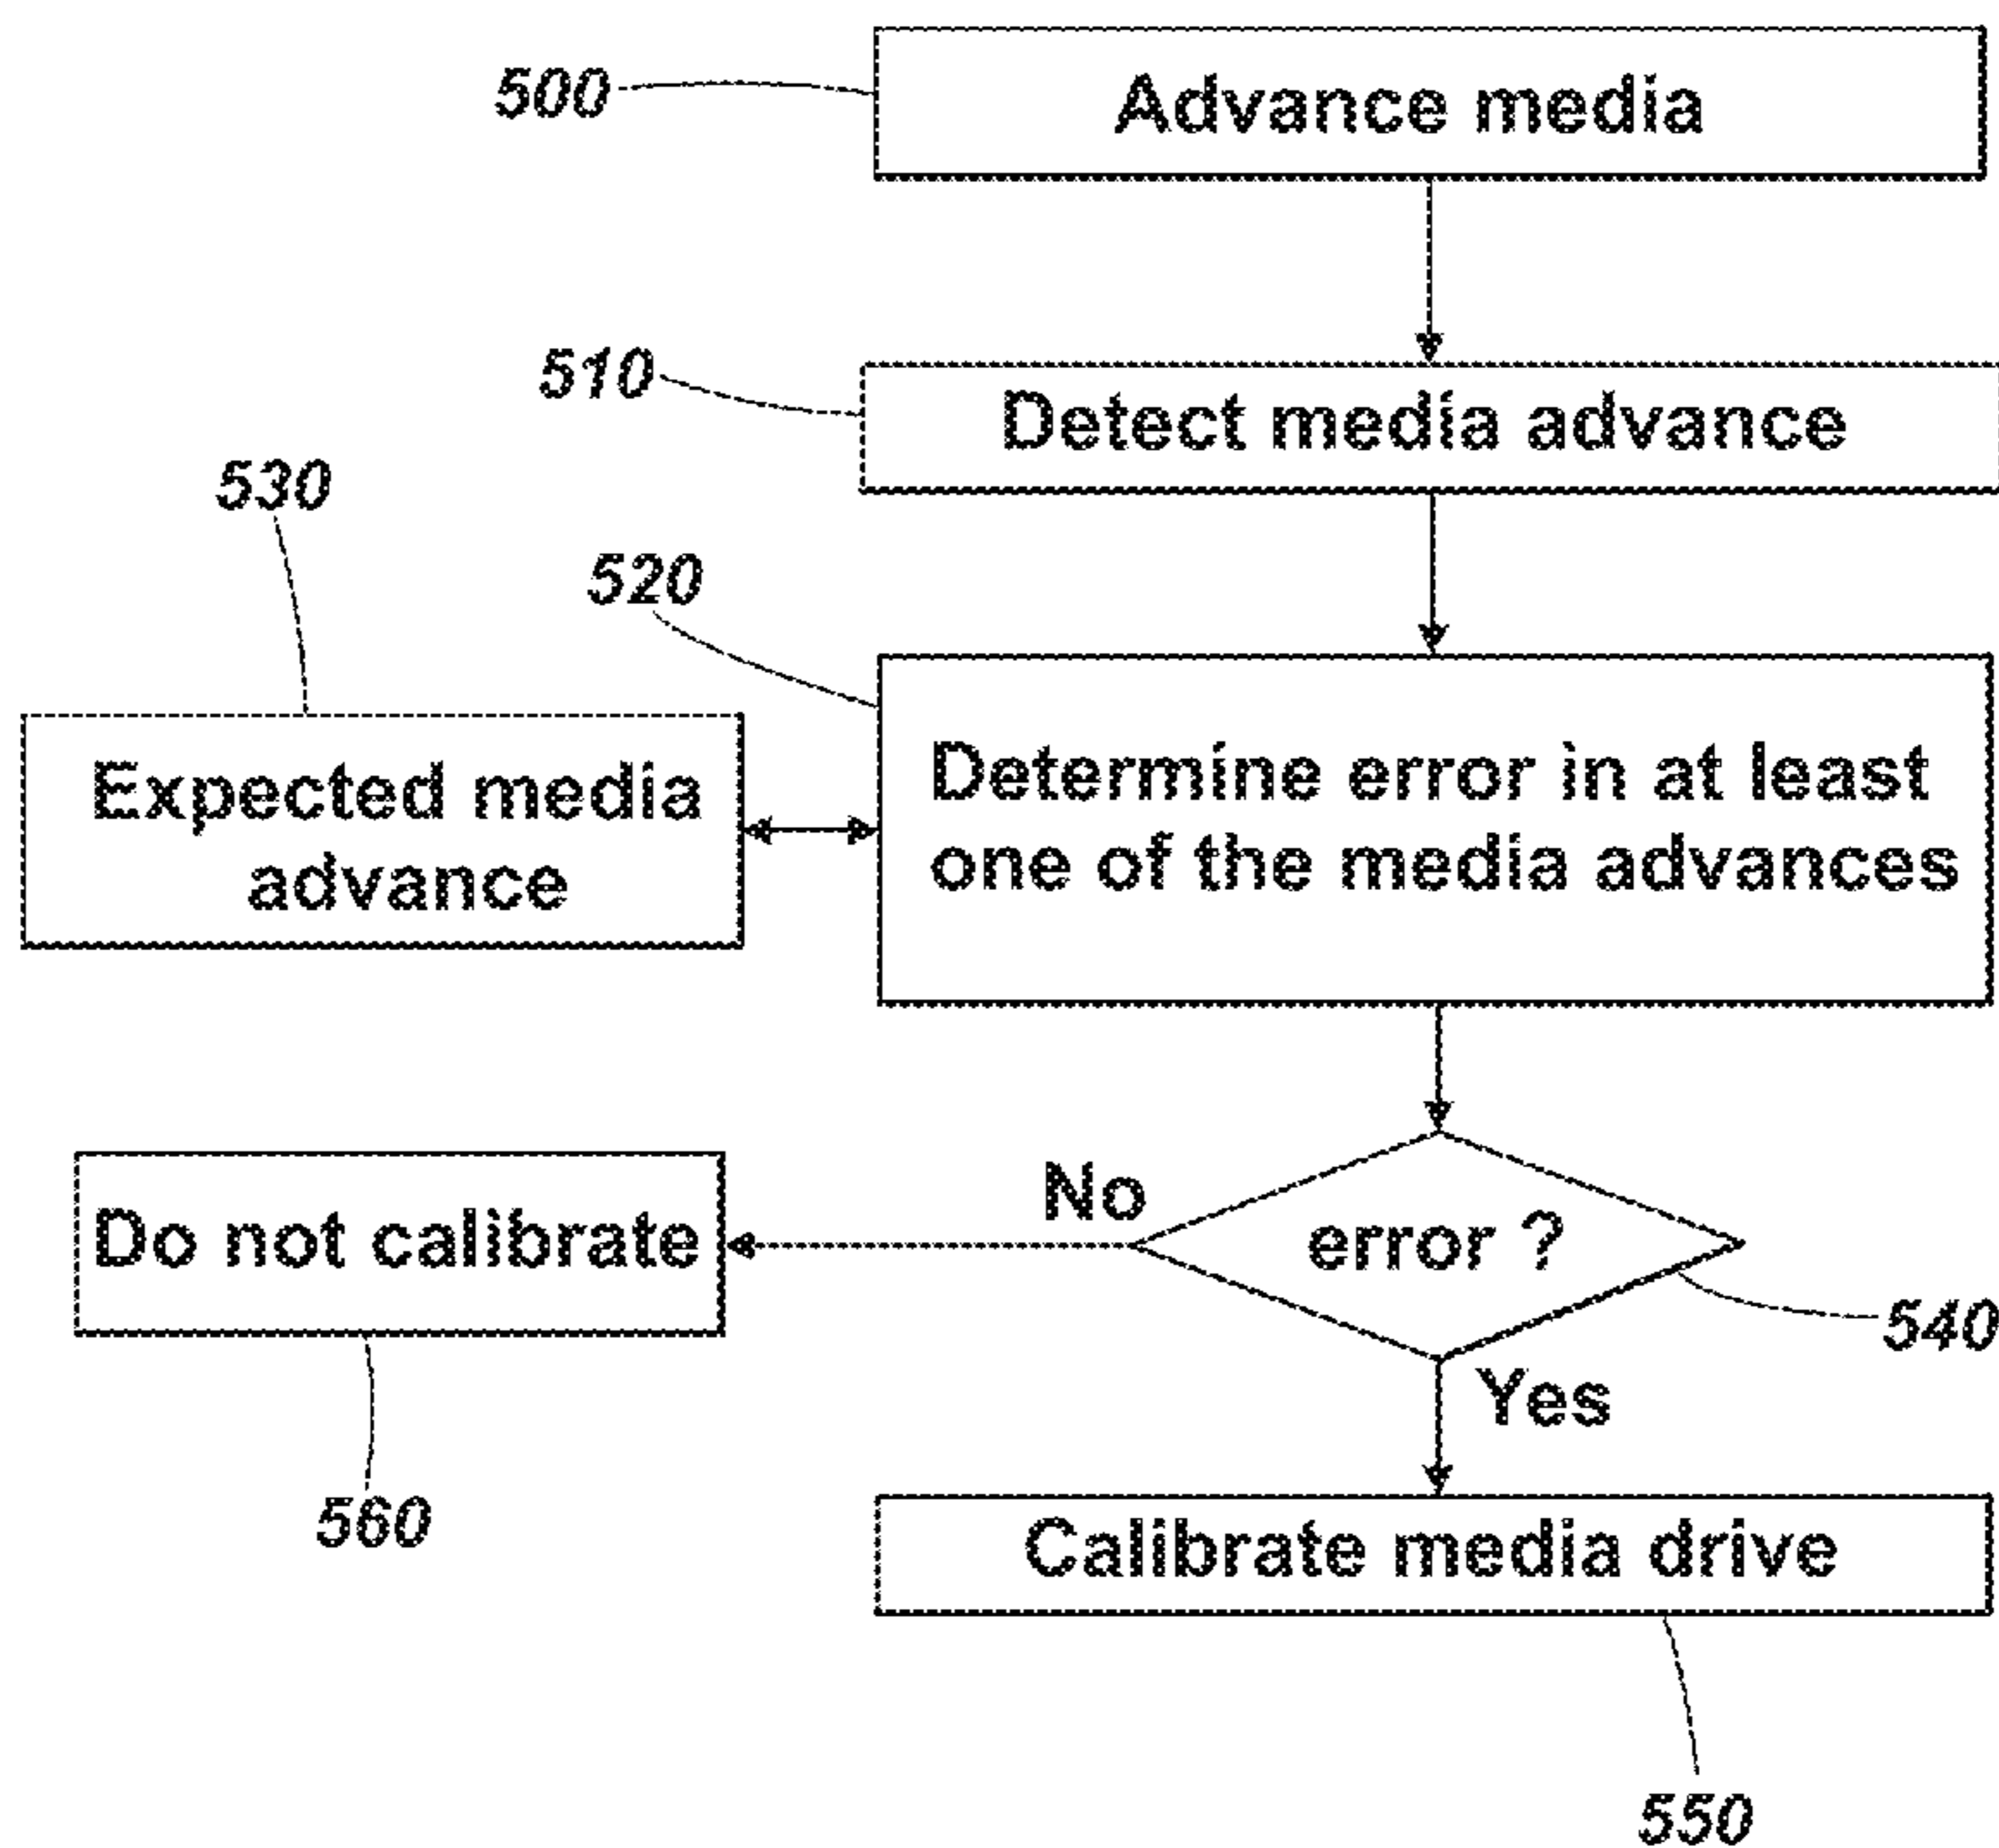 500
Advance media
510
Detect media advance
530
520
Expected media
advance
Determine error in at least
one of the media advances
No
Do not calibrate
error ?
540
Yes
560
Calibrate media drive
550